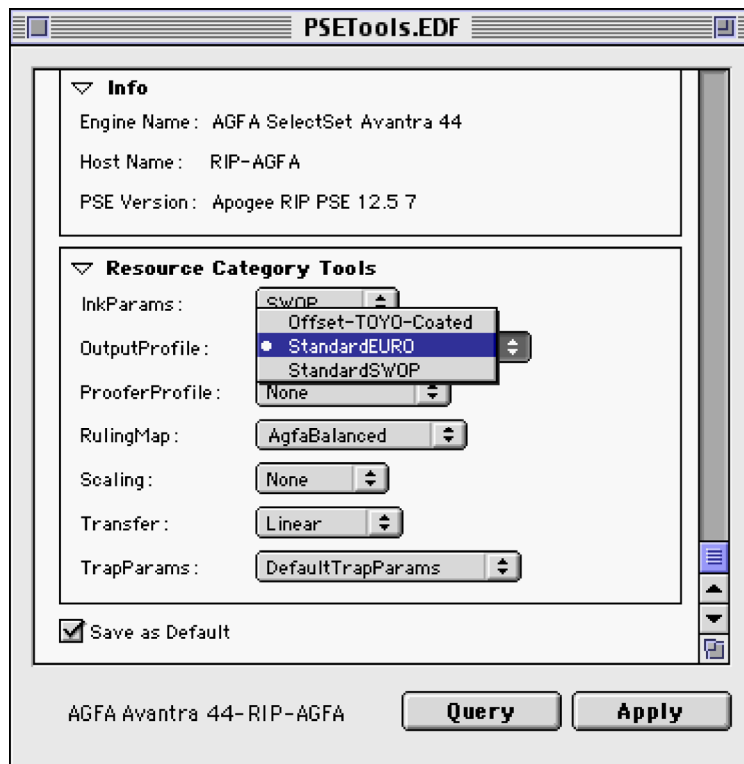 PSETools.EDF
Info
Engine Name: AGFA SelectSet Avantra 44
Host Name: RIP-AGFA
PSE Version: Apogee RIP PSE 12.5 7
Resource Category Tools
InkParams: SWOP
Offset-TOYO-Coated
OutputProfile: StandardEURO
StandardSWOP
ProoferProfile: None
RulingMap: AgfaBalanced
Scaling: None
Transfer: Linear
TrapParams: DefaultTrapParams
Save as Default
AGFA Avantra 44-RIP-AGFA Query Apply